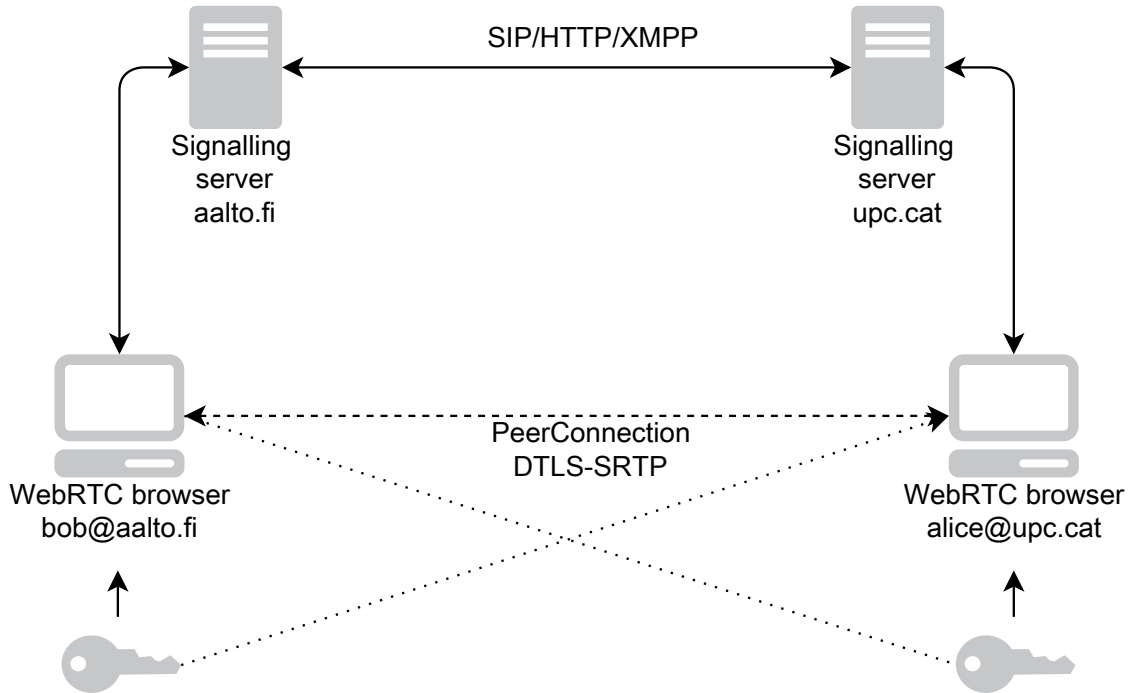 SIP/HTTP/XMPP
Signalling
server
aalto.fi
Signalling
server
upc.cat
PeerConnection
DTLS-SRTP
WebRTC browser
bob@aalto.fi
WebRTC browser
alice@upc.cat